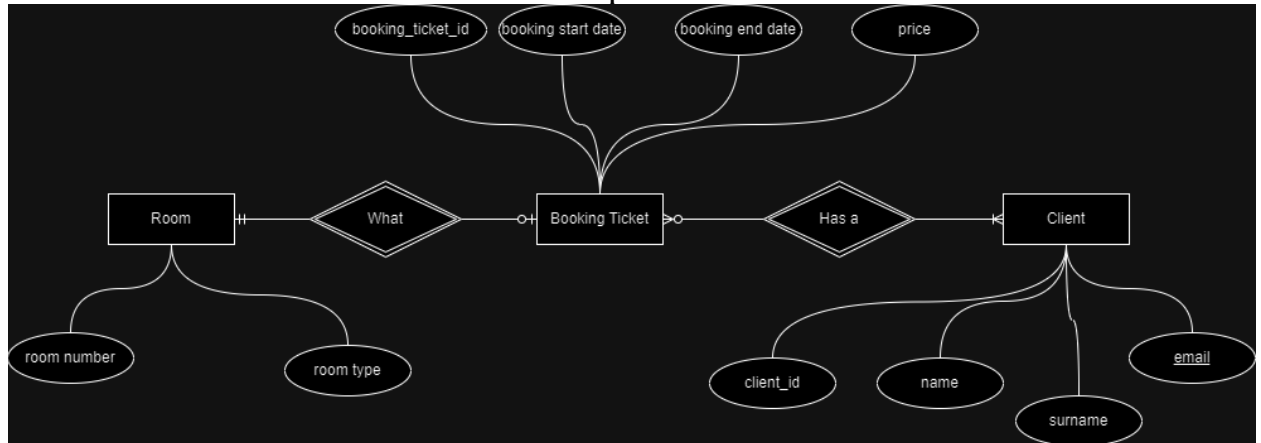 booking_ticket_id
booking start date
booking end date
price
Room
What
Booking Ticket
Has a
Client
room number
room type
client_id
name
surname
email